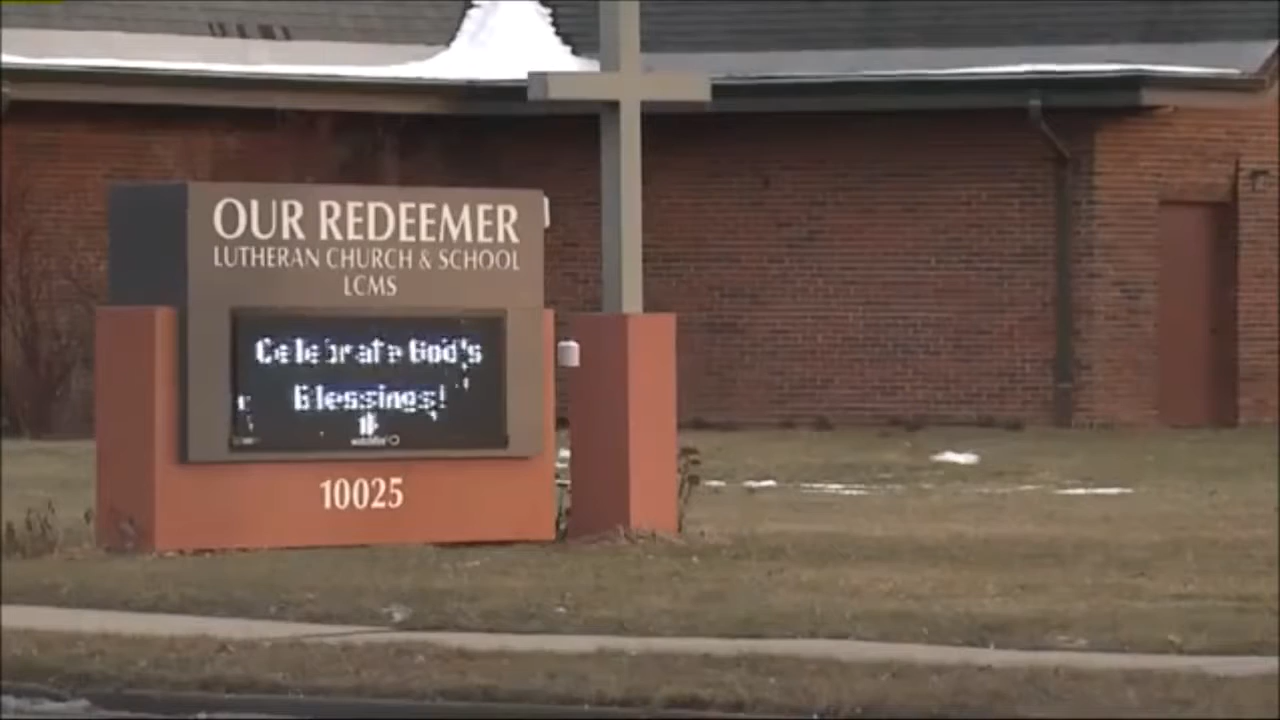 OUR REDEEMER
LUTHERAN CHURCH & SCHOOL
LCMS
Celebrate God's
Blessings!
10025